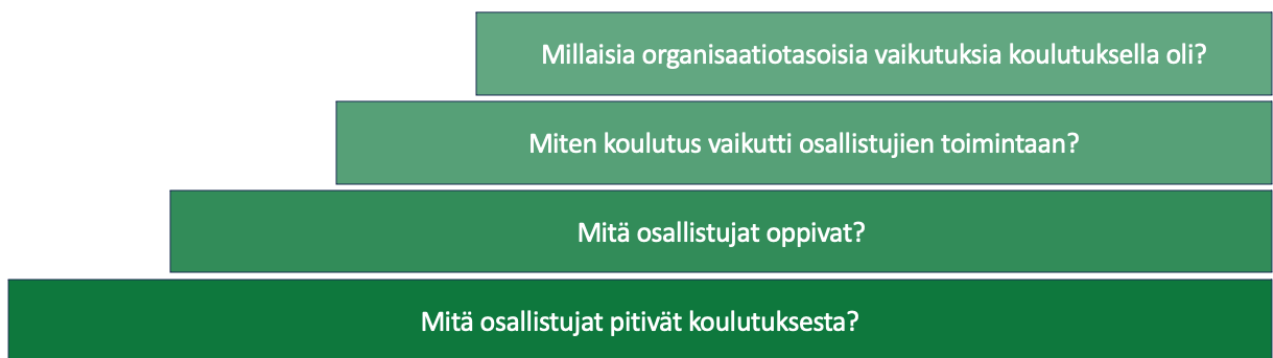 Millaisia organisaatiotasoisia vaikutuksia koulutuksella oli?
Miten koulutus vaikutti osallistujien toimintaan?
Mitä osallistujat oppivat?
Mitä osallistujat pitivät koulutuksesta?